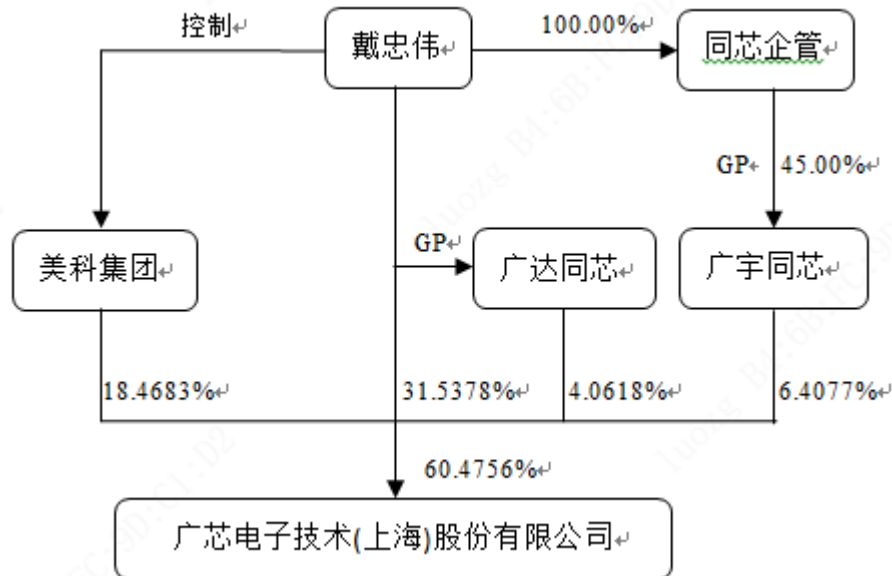 控制
戴忠伟
100.00%
同芯企管
GP
45.00%
美科集团
GP
广达同芯
广宇同芯
18.4683%
31.5378%
4.0618%
6.4077%
60.4756%
广芯电子技术(上海)股份有限公司